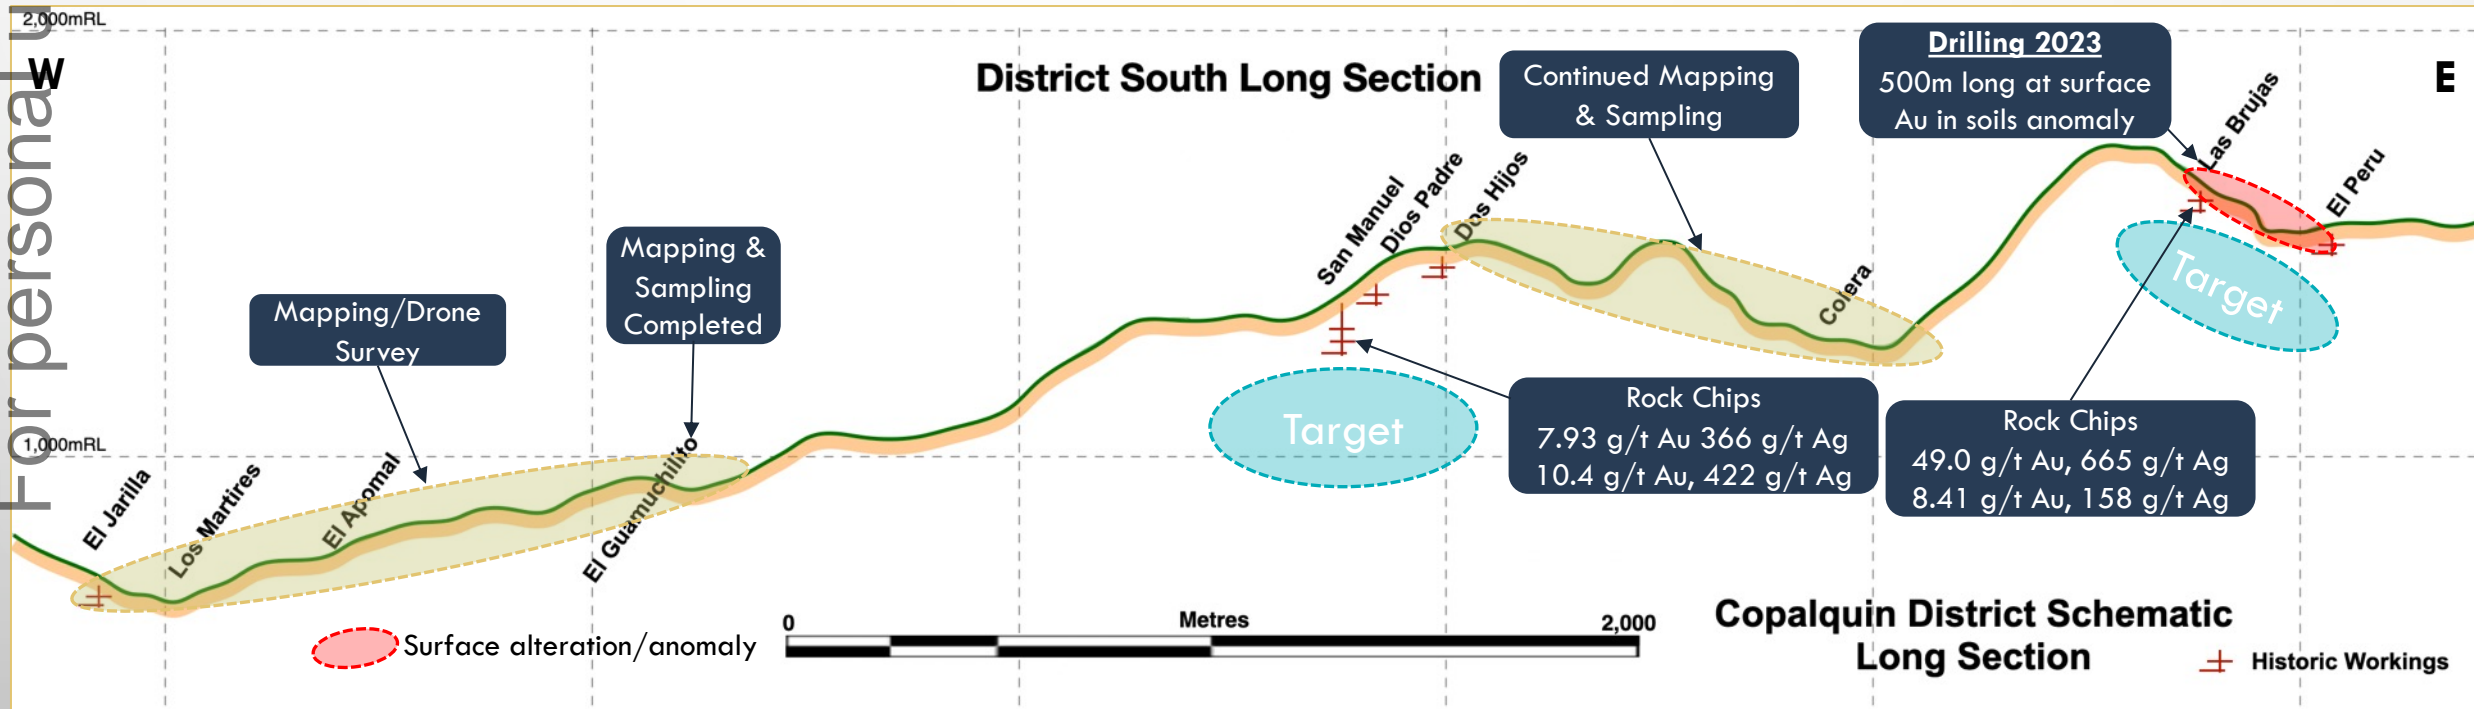 For personal u
2,000mRL
W
District South Long Section
E
Continued Mapping
& Sampling
Drilling 2023
500m long at surface
Au in soils anomaly
Las Brujas
El Peru
San Manuel
Dios Padre
Dos Hijos
Colera
Mapping &
Sampling
Completed
Mapping/Drone
Survey
Target
Target
1,000mRL
El Jarilla
Los Martires
El Apomal
El Guamuchilito
Rock Chips
7.93 g/t Au 366 g/t Ag
10.4 g/t Au, 422 g/t Ag
Rock Chips
49.0 g/t Au, 665 g/t Ag
8.41 g/t Au, 158 g/t Ag
Surface alteration/anomaly
0
Metres
2,000
Copalquin District Schematic
Long Section
Historic Workings